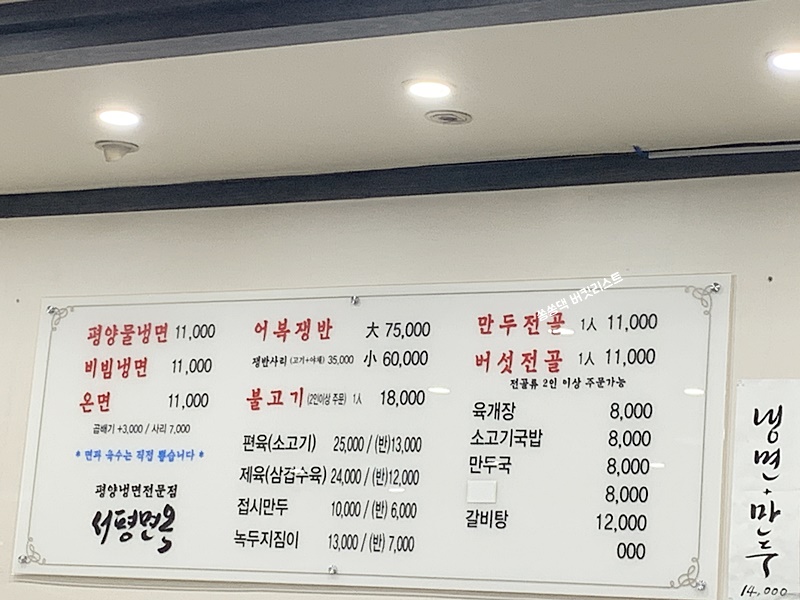 쏠쏠댁 버킷리스트
평양물냉면 11,000
비빔냉면 11,000
온면 11,000
곱배기 +3,000 / 사리 7,000
* 면과 육수는 직접 뽑습니다 *
평양냉면전문점
서평면옥
어복쟁반 大 75,000
쟁반사리 (고기+야채) 35,000 小 60,000
불고기 (2인이상 주문) 1人 18,000
편육(소고기) 25,000 / (반)13,000
제육(삼겹수육) 24,000 / (반)12,000
접시만두 10,000 / (반) 6,000
녹두지짐이 13,000 / (반) 7,000
만두전골 1人 11,000
버섯전골 1人 11,000
전골류 2인 이상 주문가능
육개장 8,000
소고기국밥 8,000
만두국 8,000
8,000
갈비탕 12,000
000
냉면+만두
14,000